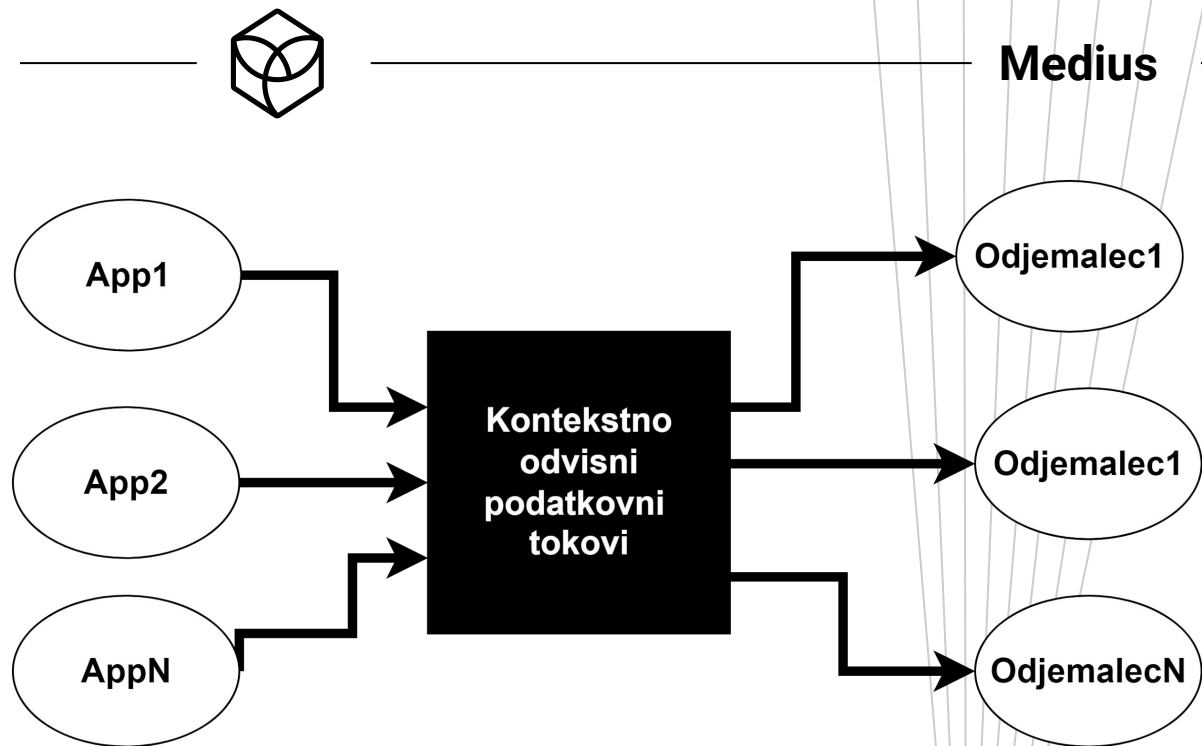 Medius
App1
App2
AppN
Kontekstno
odvisni
podatkovni
tokovi
Odjemalec1
Odjemalec1
OdjemalecN